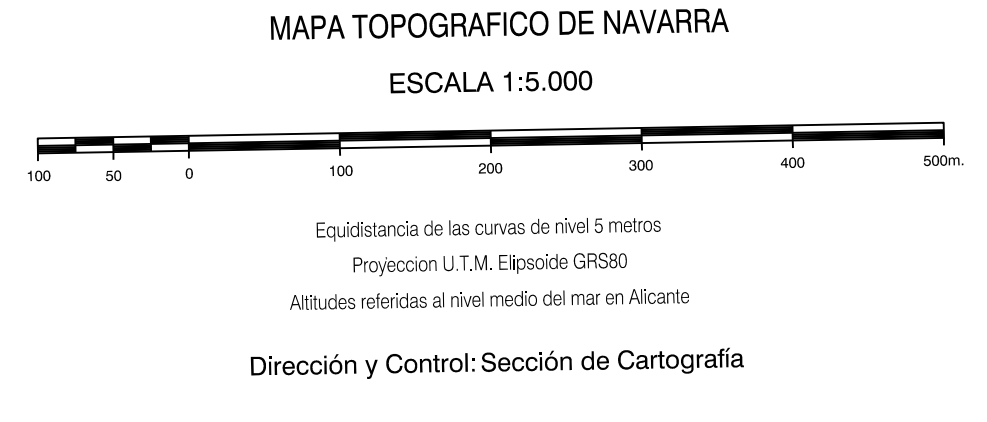 MAPA TOPOGRAFICO DE NAVARRA
ESCALA 1:5.000
100 50 0 100 200 300 400 500m.
Equidistancia de las curvas de nivel 5 metros
Proyeccion U.T.M. Elipsoide GRS80
Altitudes referidas al nivel medio del mar en Alicante
Dirección y Control: Sección de Cartografía